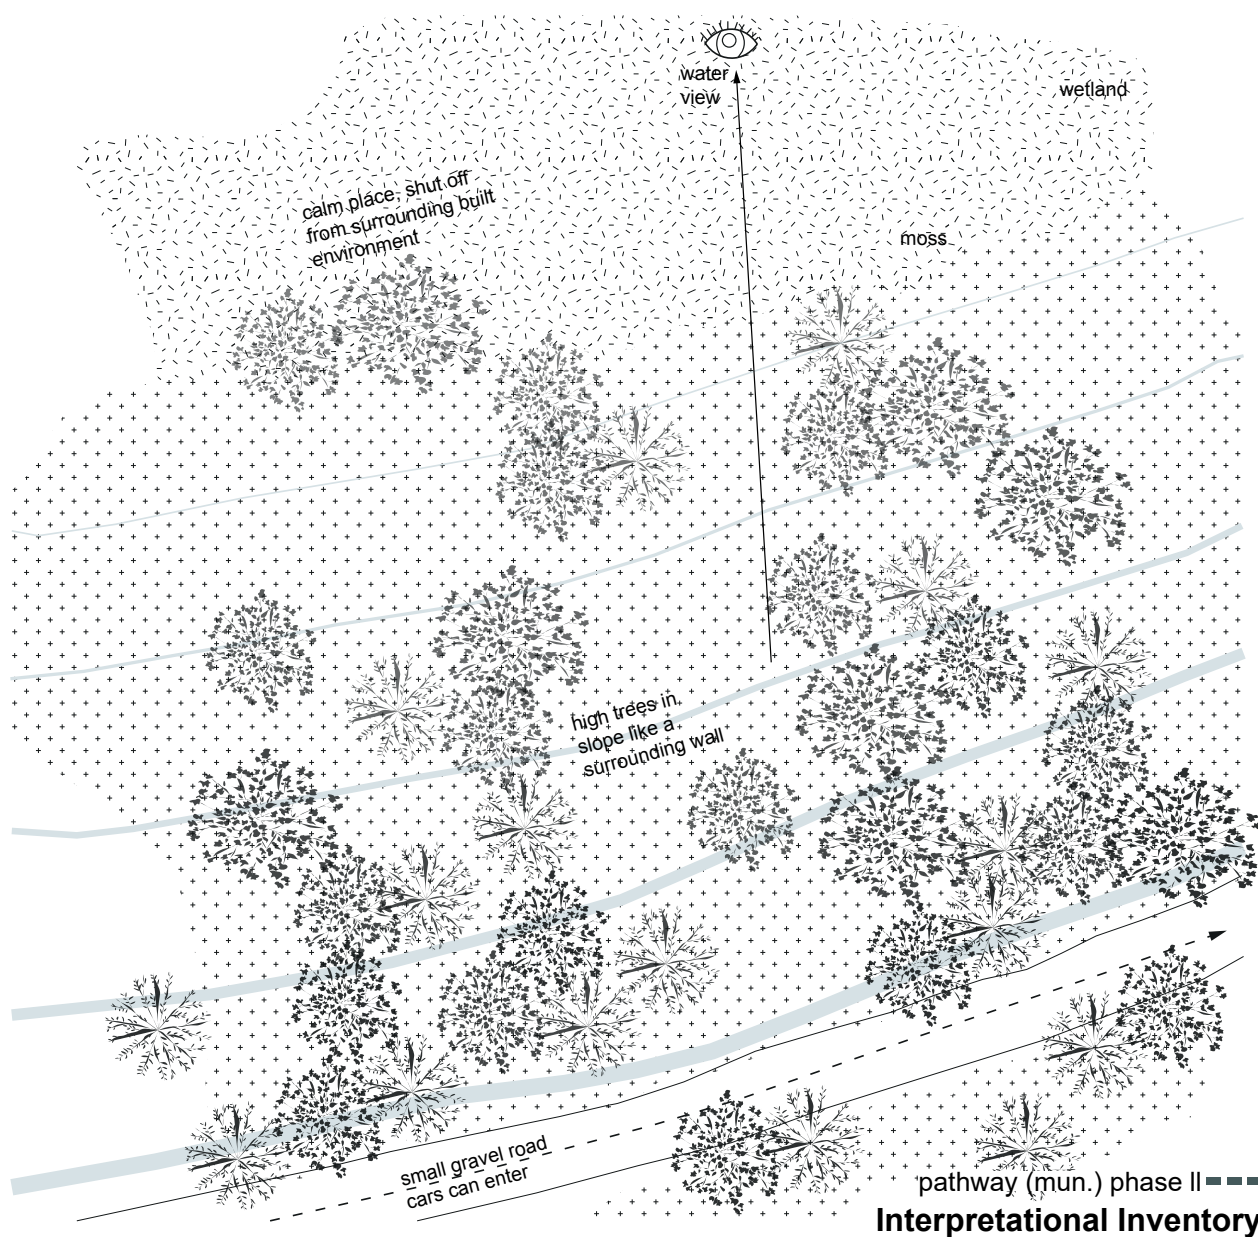 water
view
wetland
calm place, shut off
from surrounding built
environment
moss
high trees in
slope like a
surrounding wall
small gravel road
cars can enter
pathway (mun.) phase II
Interpretational Inventory